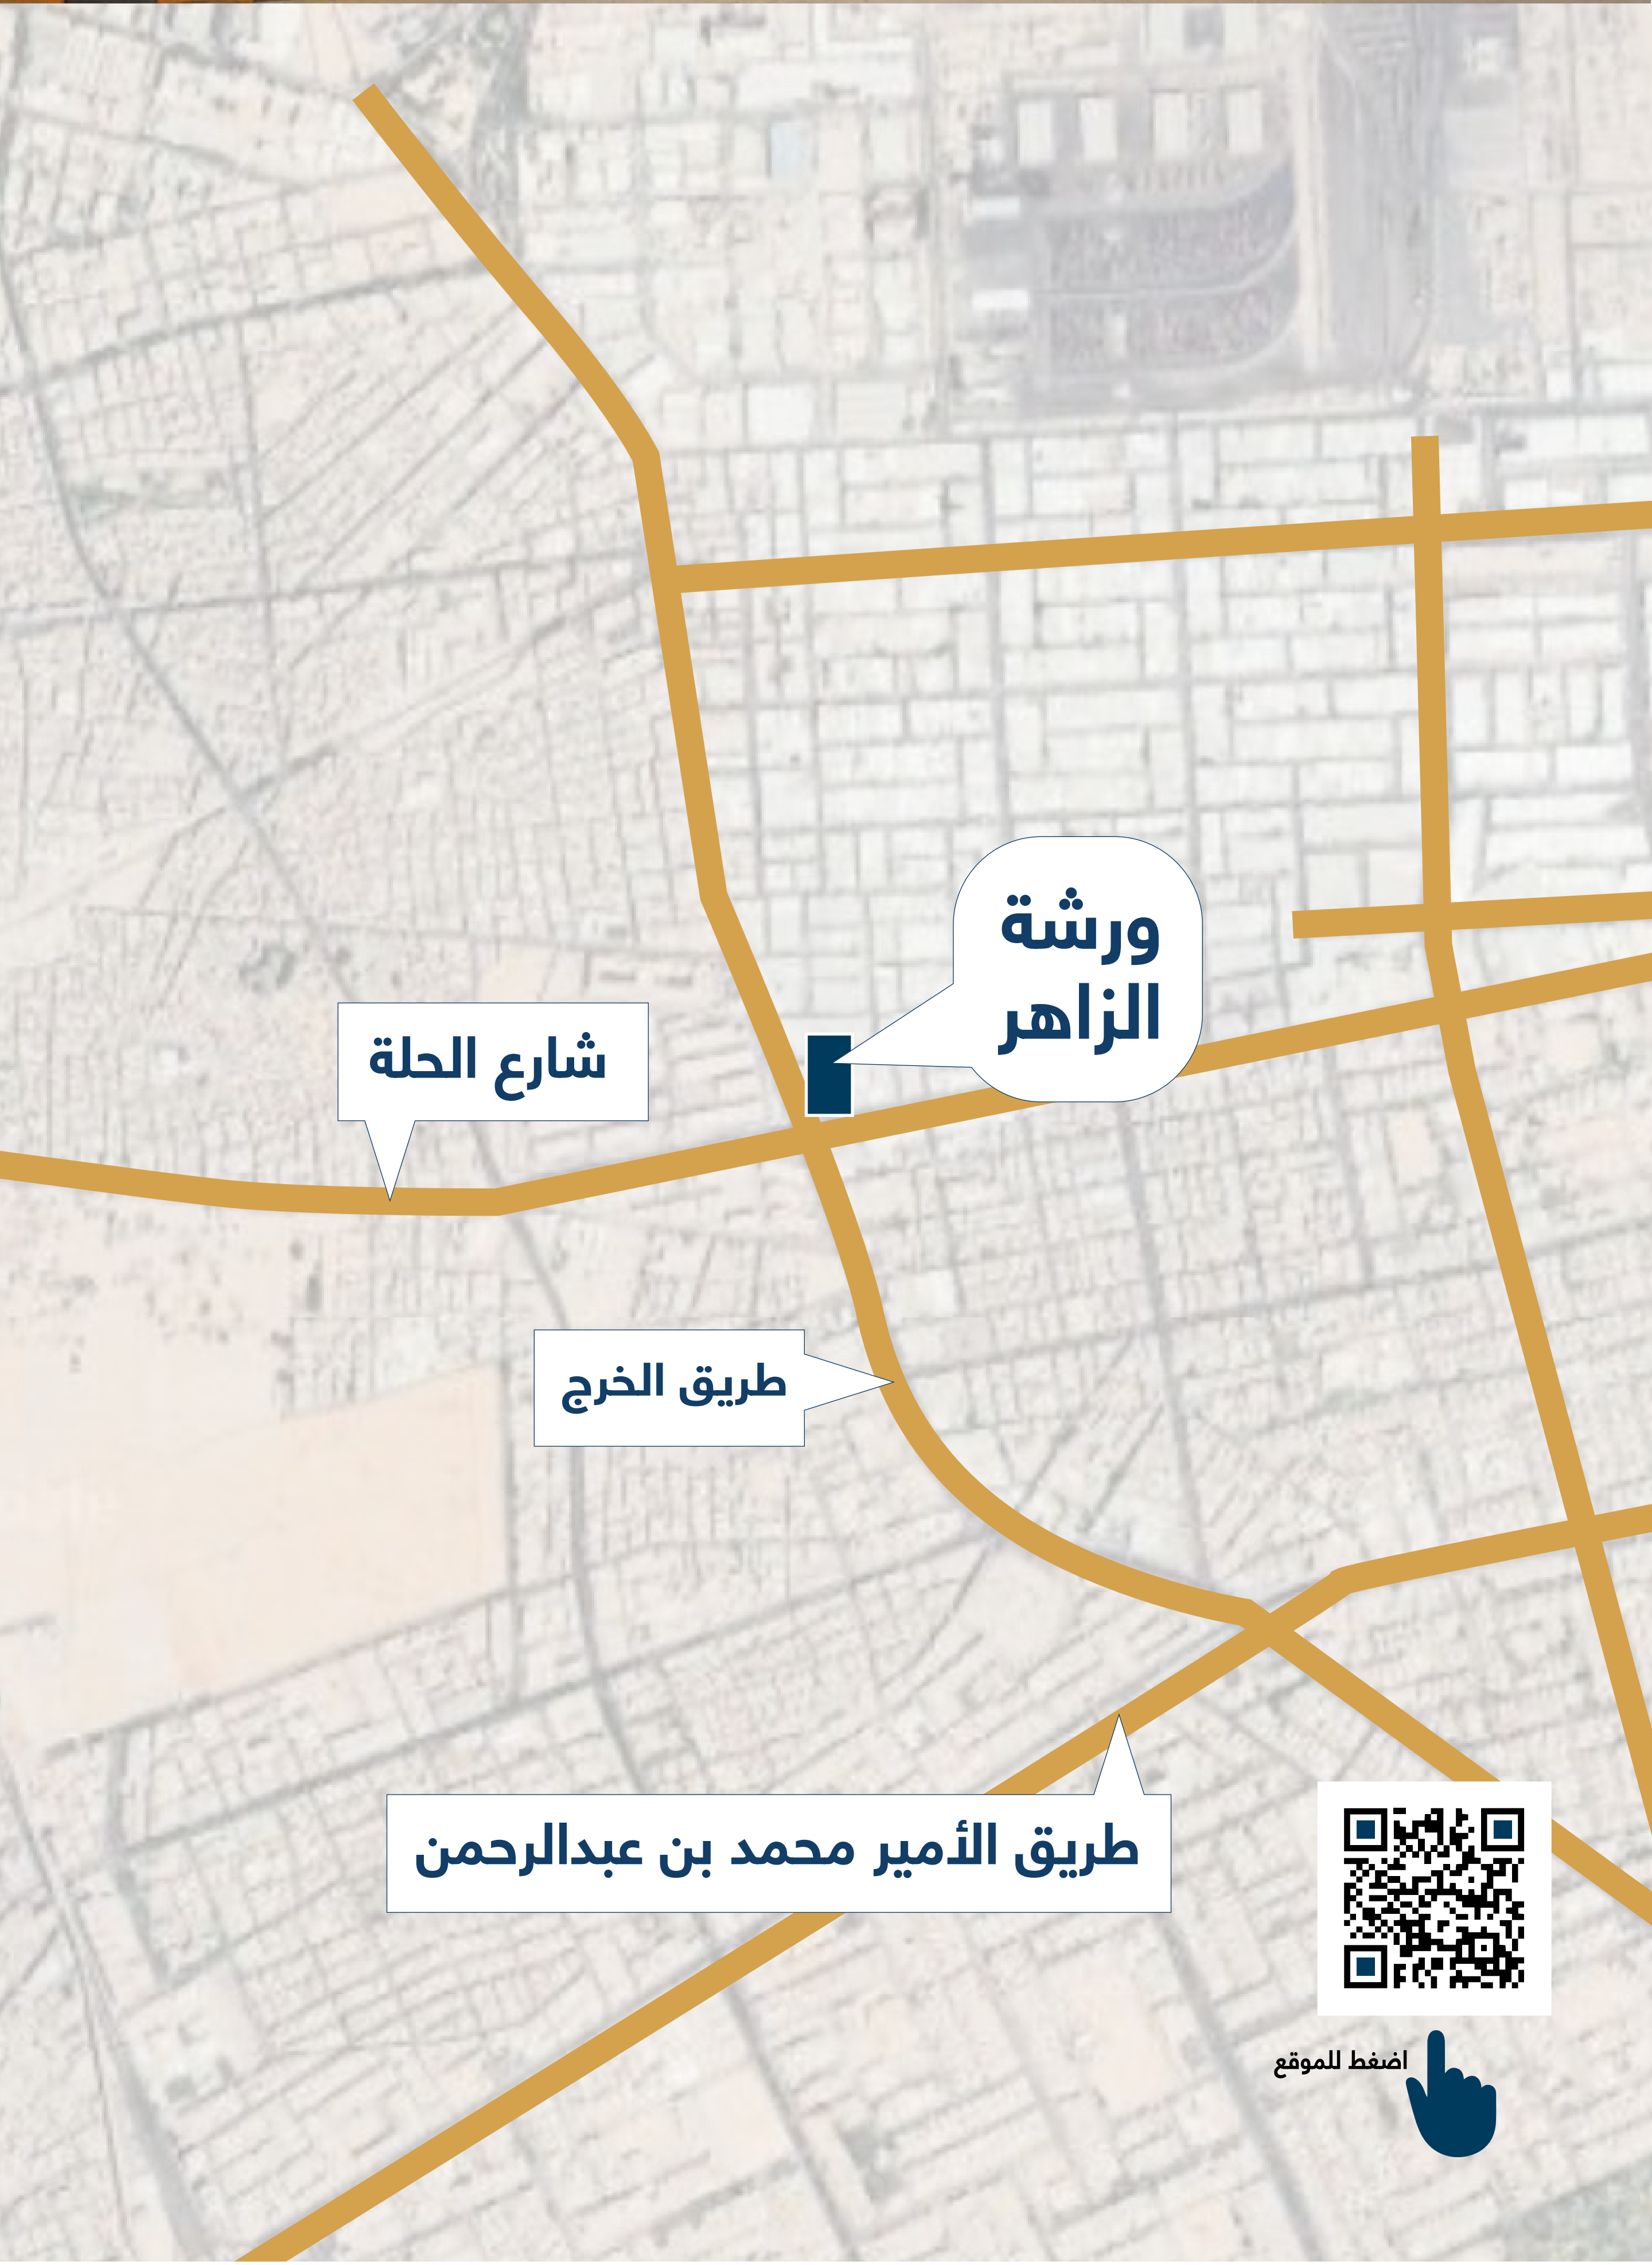 ورشة
الزاهر
شارع الحلة
طريق الخرج
طريق الأمير محمد بن عبدالرحمن
اضغط للموقع